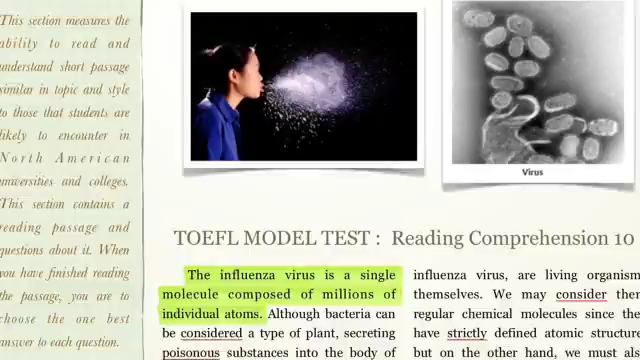 This section measures the
ability to read and
understand short passage
similar in topic and style
to those that students are
likely to encounter in
North American
universities and colleges.
This section contains a
reading passage and
questions about it. When
you have finished reading
the passage, you are to
choose the one best
answer to each question.
Virus
TOEFL MODEL TEST : Reading Comprehension 10
The influenza virus is a single
molecule composed of millions of
individual atoms. Although bacteria can
be considered a type of plant, secreting
poisonous substances into the body of
influenza virus, are living organism
themselves. We may consider
regular chemical molecules since
have strictly defined atomic structure
but on the other hand, we must